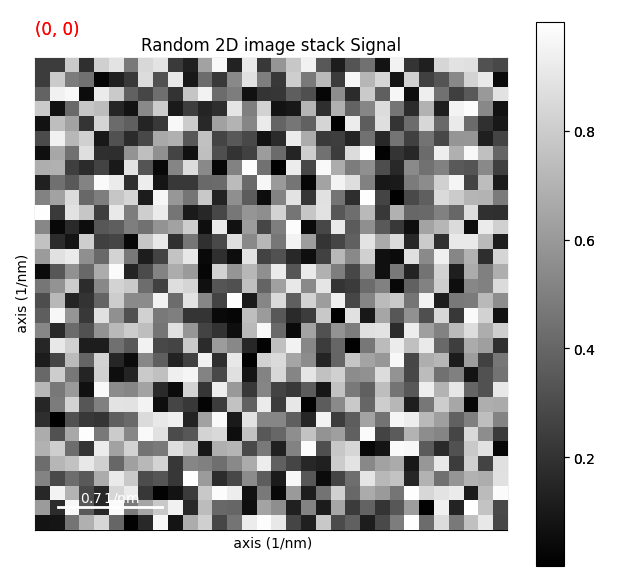 (0, 0)
Random 2D image stack Signal
axis (1/nm)
0.7 1/nm
axis (1/nm)
0.8
0.6
0.4
0.2